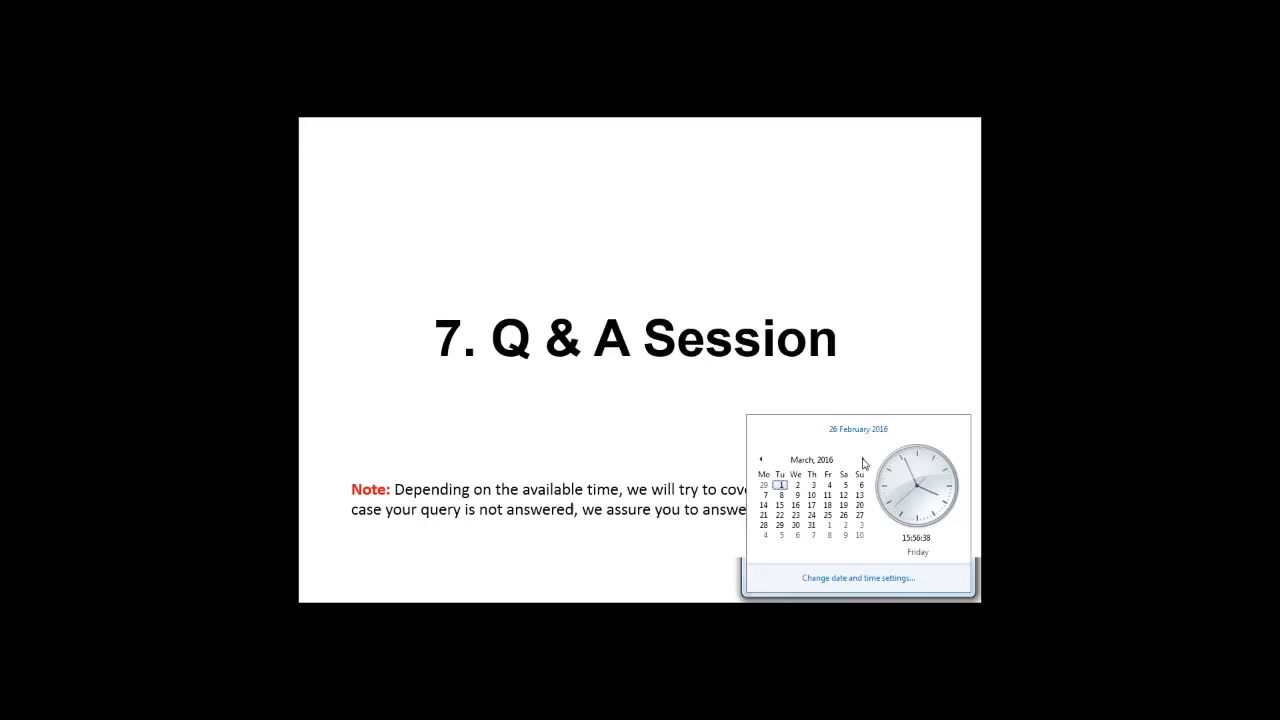 7. Q & A Session
Note: Depending on the available time, we will try to cov
case your query is not answered, we assure you to answe
26 February 2016
March, 2016
Mo Tu We Th Fr Sa Su
29 1 2 3 4 5 6
7 8 9 10 11 12 13
14 15 16 17 18 19 20
21 22 23 24 25 26 27
28 29 30 31 1 2 3
4 5 6 7 8 9 10
15:56:38
Friday
Change date and time settings...